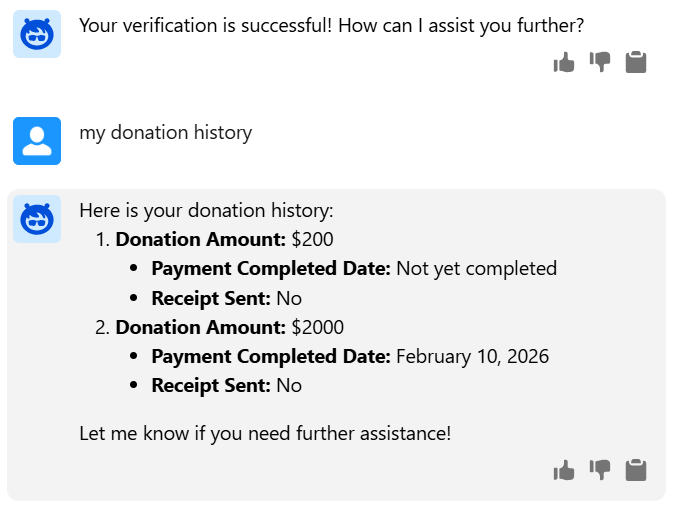 Your verification is successful! How can I assist you further?
my donation history
Here is your donation history:
1. Donation Amount: $200
• Payment Completed Date: Not yet completed
• Receipt Sent: No
2. Donation Amount: $2000
• Payment Completed Date: February 10, 2026
• Receipt Sent: No
Let me know if you need further assistance!